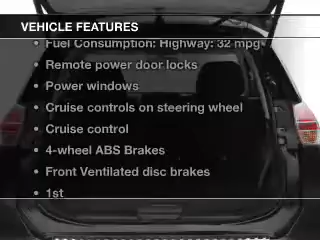 VEHICLE FEATURES
• Fuel Consumption: Highway: 32 mpg
• Remote power door locks
• Power windows
• Cruise controls on steering wheel
• Cruise control
• 4-wheel ABS Brakes
• Front Ventilated disc brakes
• 1st